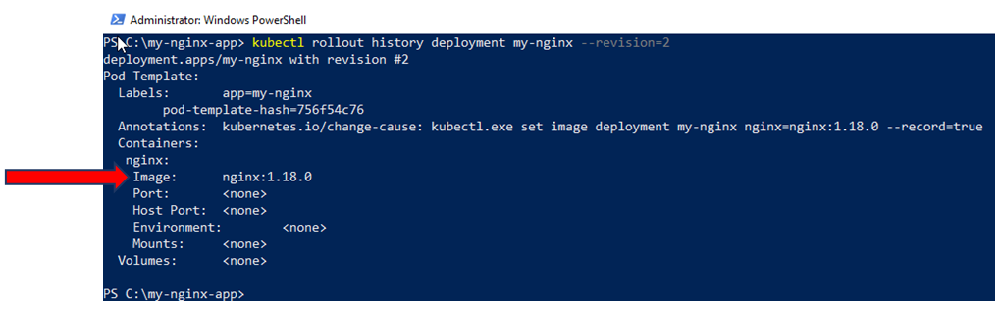 Administrator: Windows PowerShell
PS C:\my-nginx-app> kubectl rollout history deployment my-nginx --revision=2
deployment.apps/my-nginx with revision #2
Pod Template:
  Labels:       app=my-nginx
        pod-template-hash=756f54c76
  Annotations:  kubernetes.io/change-cause: kubectl.exe set image deployment my-nginx nginx=nginx:1.18.0 --record=true
  Containers:
   nginx:
    Image:      nginx:1.18.0
    Port:       <none>
    Host Port:  <none>
    Environment:        <none>
    Mounts:     <none>
  Volumes:      <none>
PS C:\my-nginx-app>